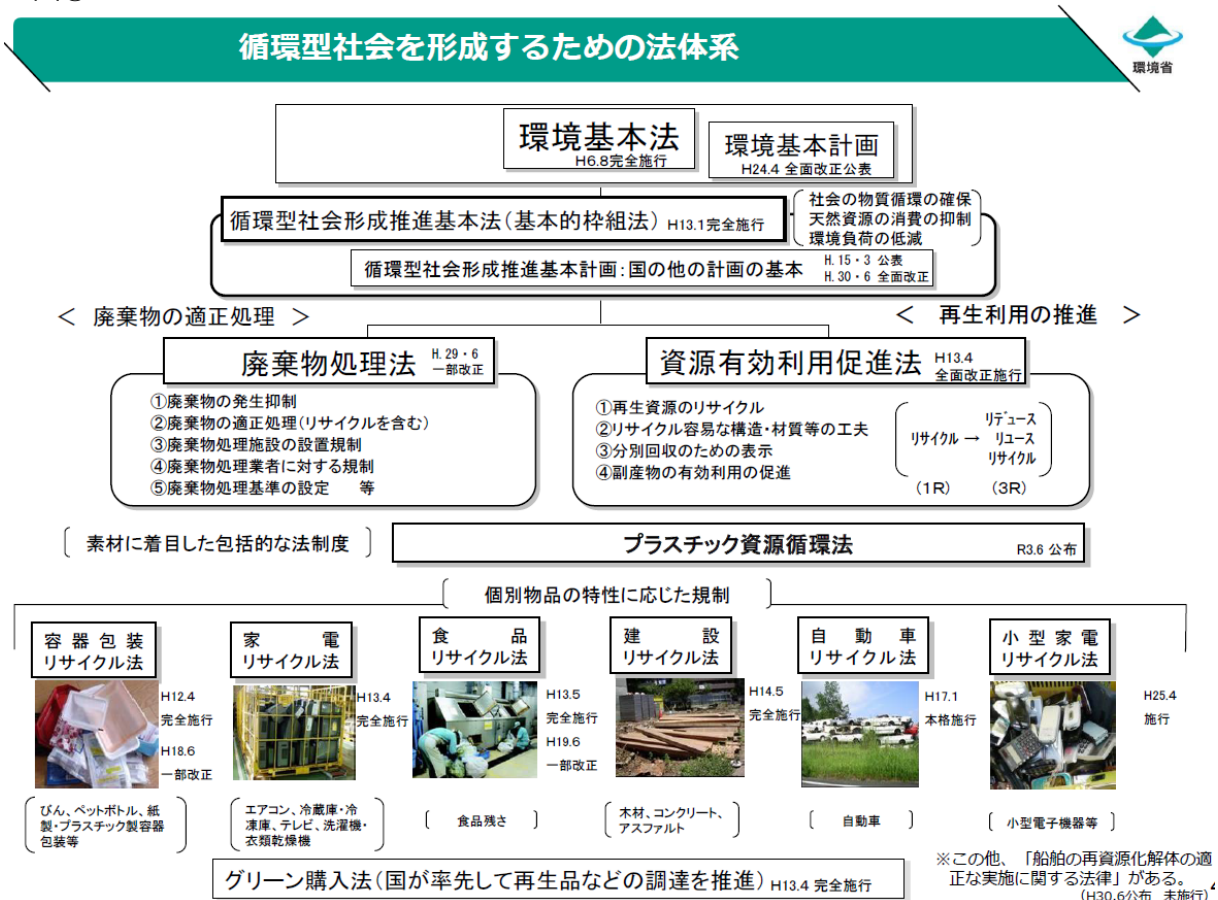 循環型社会を形成するための法体系
環境省
環境基本法
H6.8完全施行
環境基本計画
H24.4 全面改正公表
循環型社会形成推進基本法(基本的枠組法) H13.1完全施行
社会の物質循環の確保
天然資源の消費の抑制
環境負荷の低減
循環型社会形成推進基本計画:国の他の計画の基本
H.15・3 公表
H.30・6 全面改正
< 廃棄物の適正処理 >
< 再生利用の推進 >
廃棄物処理法
H.29・6
一部改正
①廃棄物の発生抑制
②廃棄物の適正処理(リサイクルを含む)
③廃棄物処理施設の設置規制
④廃棄物処理業者に対する規制
⑤廃棄物処理基準の設定 等
資源有効利用促進法
H13.4
全面改正施行
①再生資源のリサイクル
②リサイクル容易な構造・材質等の工夫
③分別回収のための表示
④副産物の有効利用の促進
リサイクル →
リデュース
リユース
リサイクル
(1R) (3R)
素材に着目した包括的な法制度
プラスチック資源循環法 R3.6 公布
個別物品の特性に応じた規制
容器包装
リサイクル法
H12.4
完全施行
H18.6
一部改正
びん、ペットボトル、紙
製・プラスチック製容器
包装等
家 電
リサイクル法
H13.4
完全施行
エアコン、冷蔵庫・冷
凍庫、テレビ、洗濯機・
衣類乾燥機
食 品
リサイクル法
H13.5
完全施行
H19.6
一部改正
食品残さ
建 設
リサイクル法
H14.5
完全施行
木材、コンクリート、
アスファルト
自 動 車
リサイクル法
H17.1
本格施行
自動車
小型家電
リサイクル法
H25.4
施行
小型電子機器等
グリーン購入法(国が率先して再生品などの調達を推進) H13.4 完全施行
※この他、「船舶の再資源化解体の適
正な実施に関する法律」がある。
(H30.6公布 未施行)